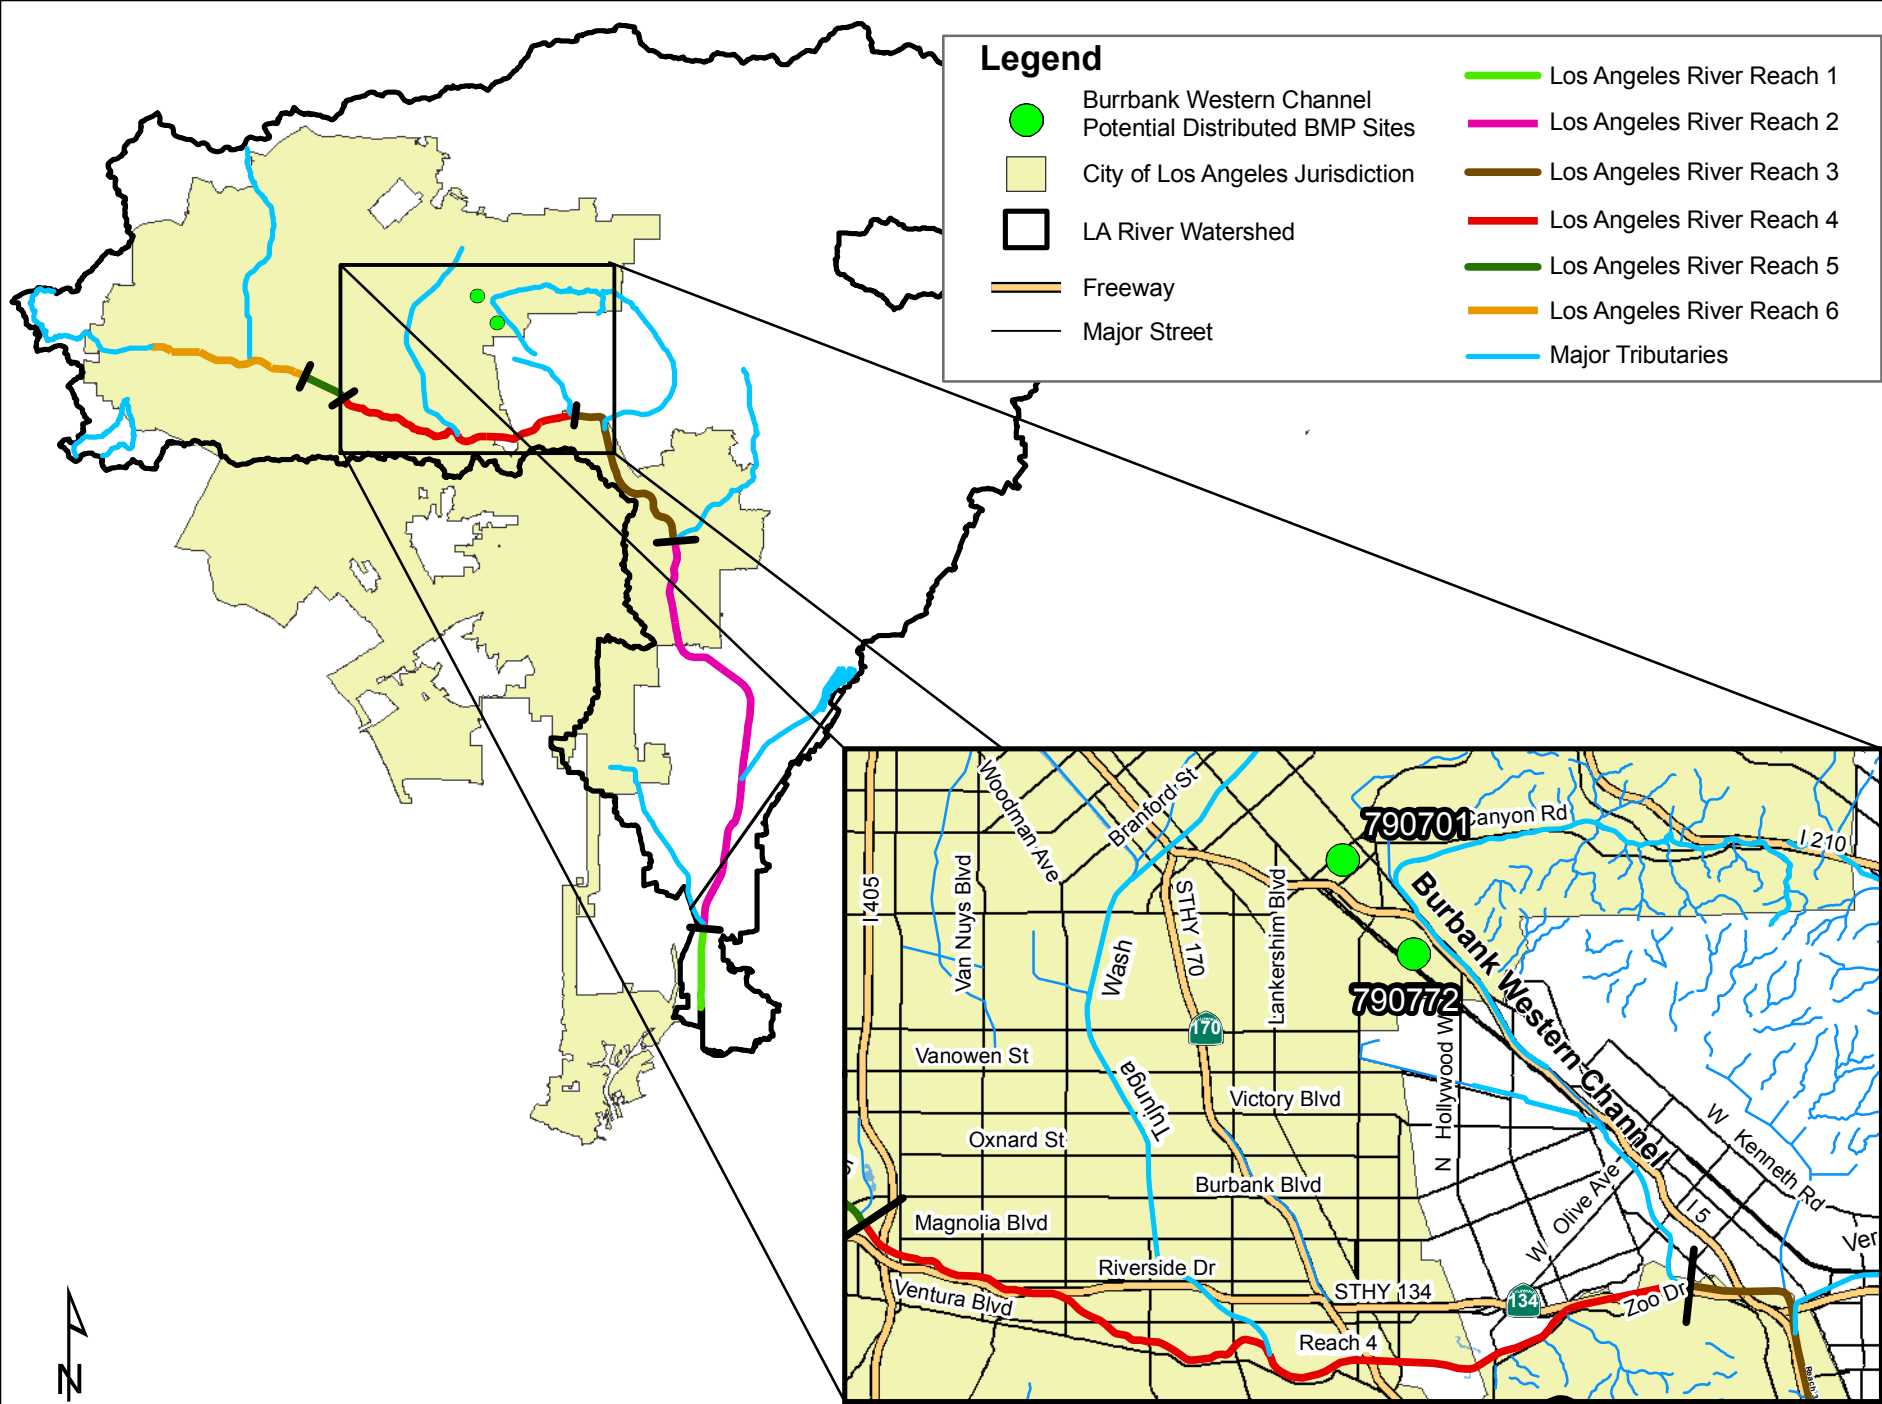 Legend
Burrbank Western Channel
Potential Distributed BMP Sites
City of Los Angeles Jurisdiction
LA River Watershed
Freeway
Major Street
Los Angeles River Reach 1
Los Angeles River Reach 2
Los Angeles River Reach 3
Los Angeles River Reach 4
Los Angeles River Reach 5
Los Angeles River Reach 6
Major Tributaries
Woodman Ave
Branford St
790701
Canyon Rd
I 210
I 405
Van Nuys Blvd
STHY 170
Lankershim Blvd
Burbank Western Channel
Wash
790772
170
Vanowen St
Tujunga
Victory Blvd
N Hollywood W
W Kenneth Rd
Oxnard St
Burbank Blvd
W Olive Ave
I 5
Magnolia Blvd
Ver
Riverside Dr
Ventura Blvd
STHY 134
134
Zoo Dr
Reach 4
Reach 3
N